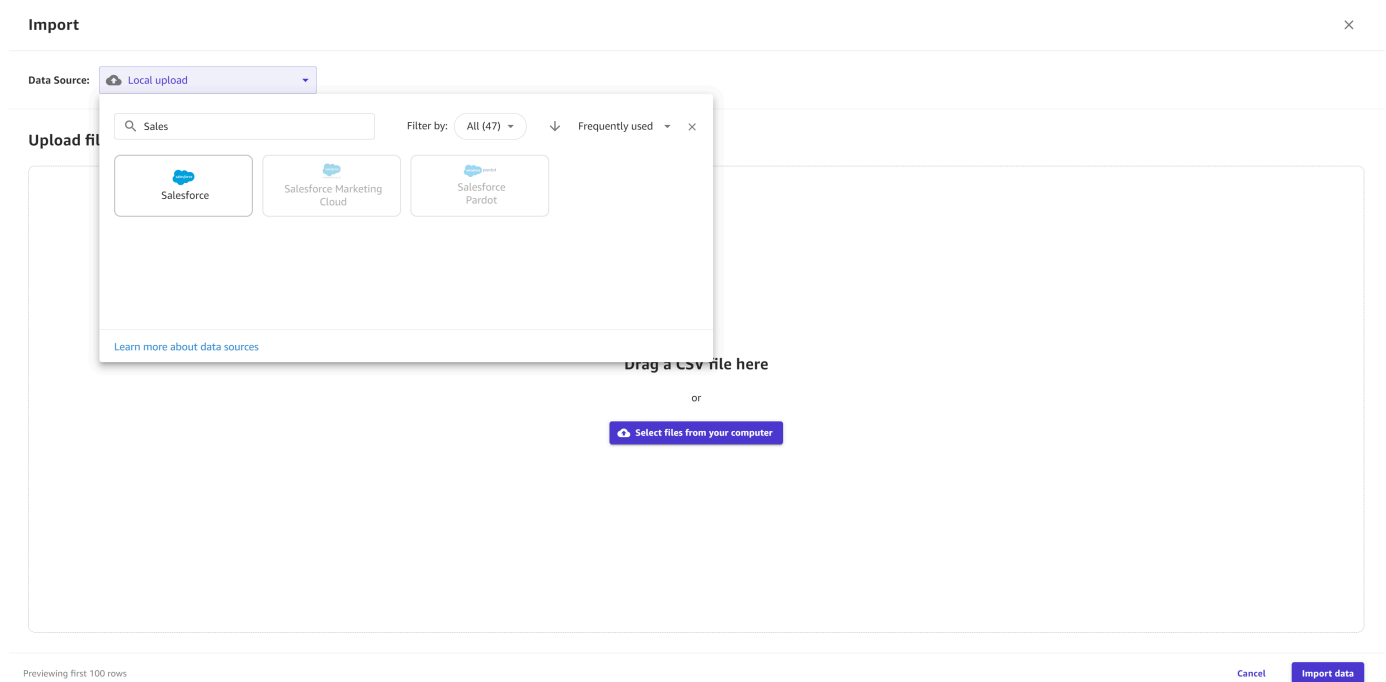 Import
Data Source: Local upload
Sales Filter by: All (47) Frequently used
Upload fil
salesforce
Salesforce
Salesforce Marketing
Cloud
pardot
Salesforce
Pardot
Learn more about data sources
Drag a CSV file here
or
Select files from your computer
Previewing first 100 rows Cancel Import data